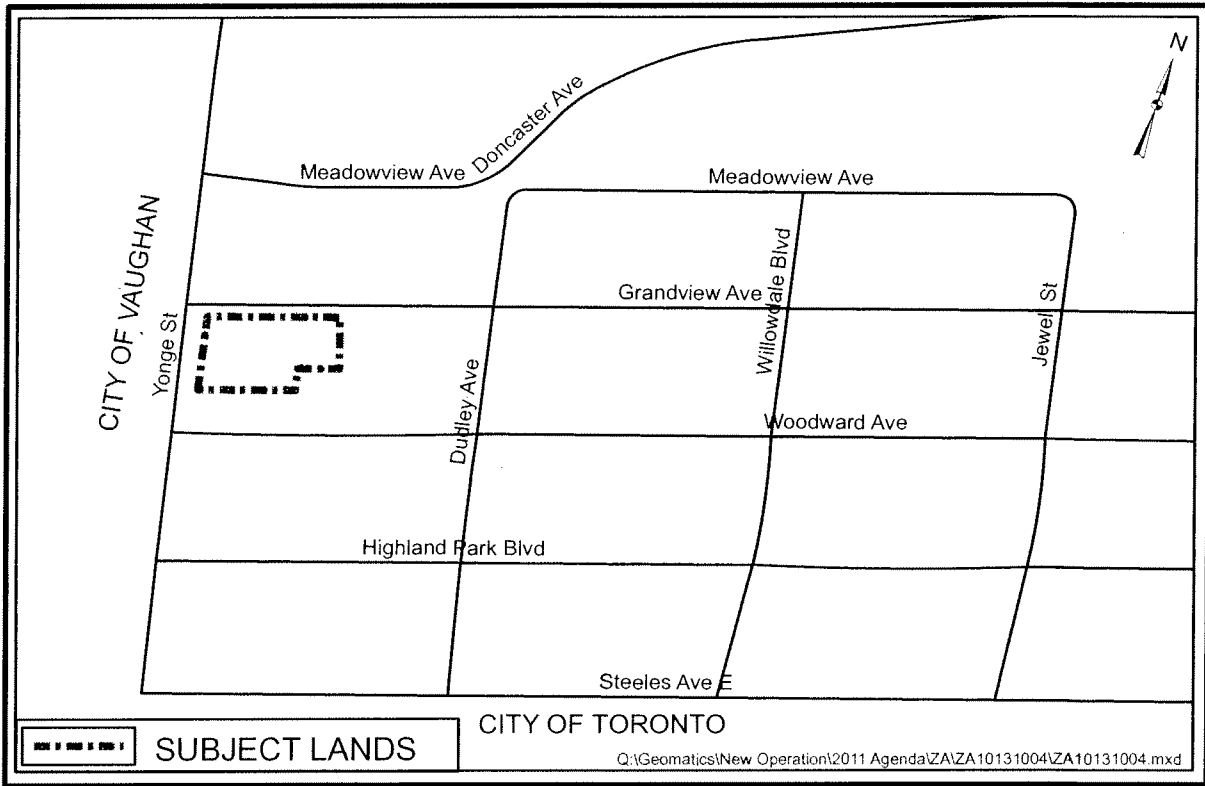 N
Doncaster Ave
Meadowview Ave
Meadowview Ave
CITY OF VAUGHAN
Yonge St
Grandview Ave
Willowdale Blvd
Jewel St
Dudley Ave
Woodward Ave
Highland Park Blvd
Steeles Ave E
CITY OF TORONTO
SUBJECT LANDS
Q:\Geomatics\New Operation\2011 Agenda\ZA\ZA10131004\ZA10131004.mxd